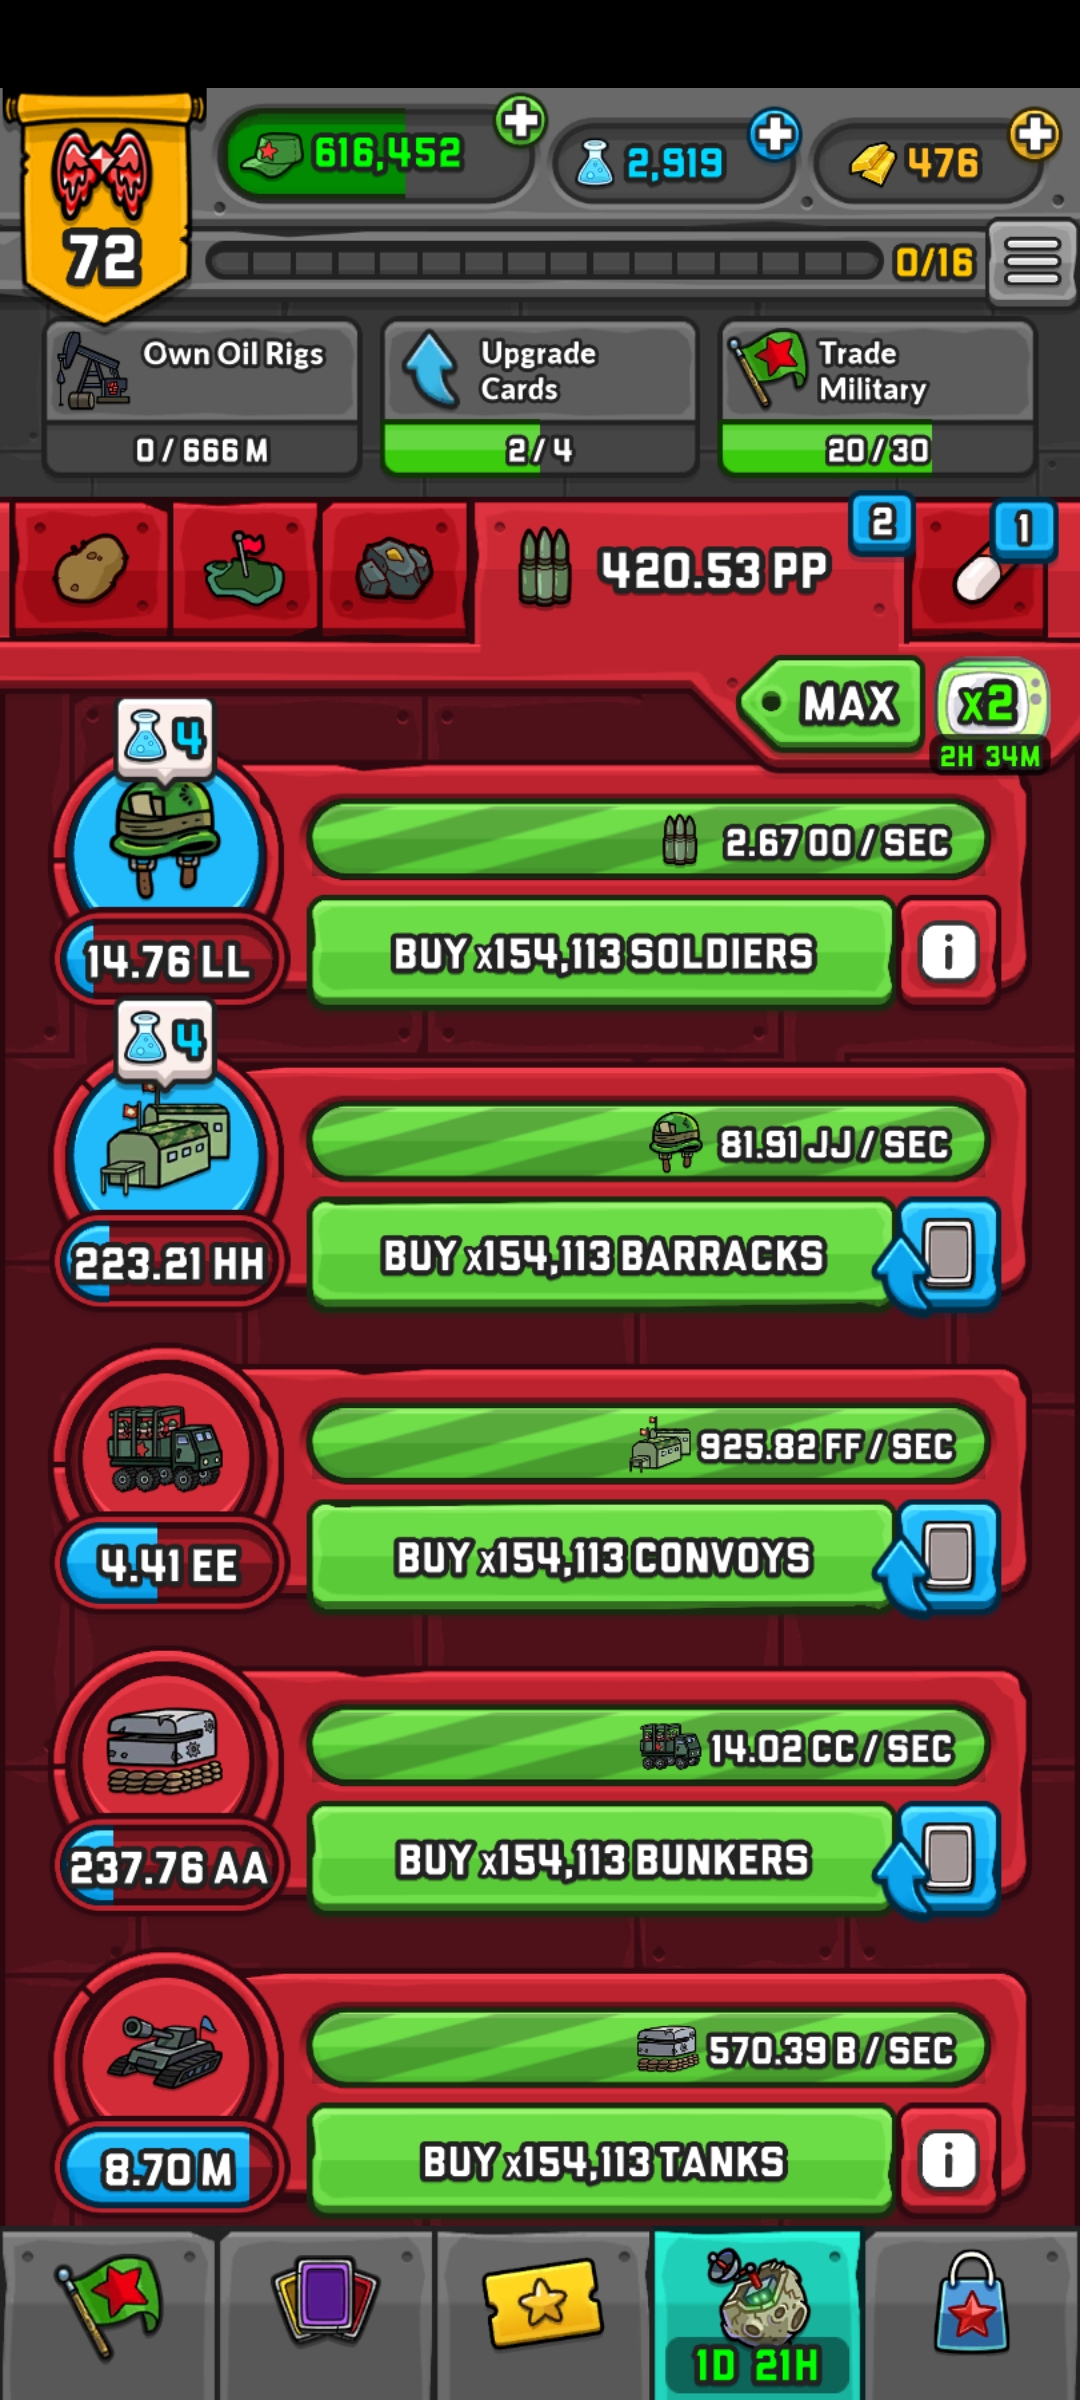 616,452
2,919
476
72
0/16
Own Oil Rigs
0/666 M
Upgrade
Cards
2/4
Trade
Military
20/30
420.53 PP
2
1
MAX
x2
2H 34M
4
2.67 OO / SEC
14.76 LL
BUY x154,113 SOLDIERS
i
4
81.91 JJ / SEC
223.21 HH
BUY x154,113 BARRACKS
925.82 FF / SEC
4.41 EE
BUY x154,113 CONVOYS
14.02 CC / SEC
237.76 AA
BUY x154,113 BUNKERS
570.39 B / SEC
8.70 M
BUY x154,113 TANKS
i
1D 21H